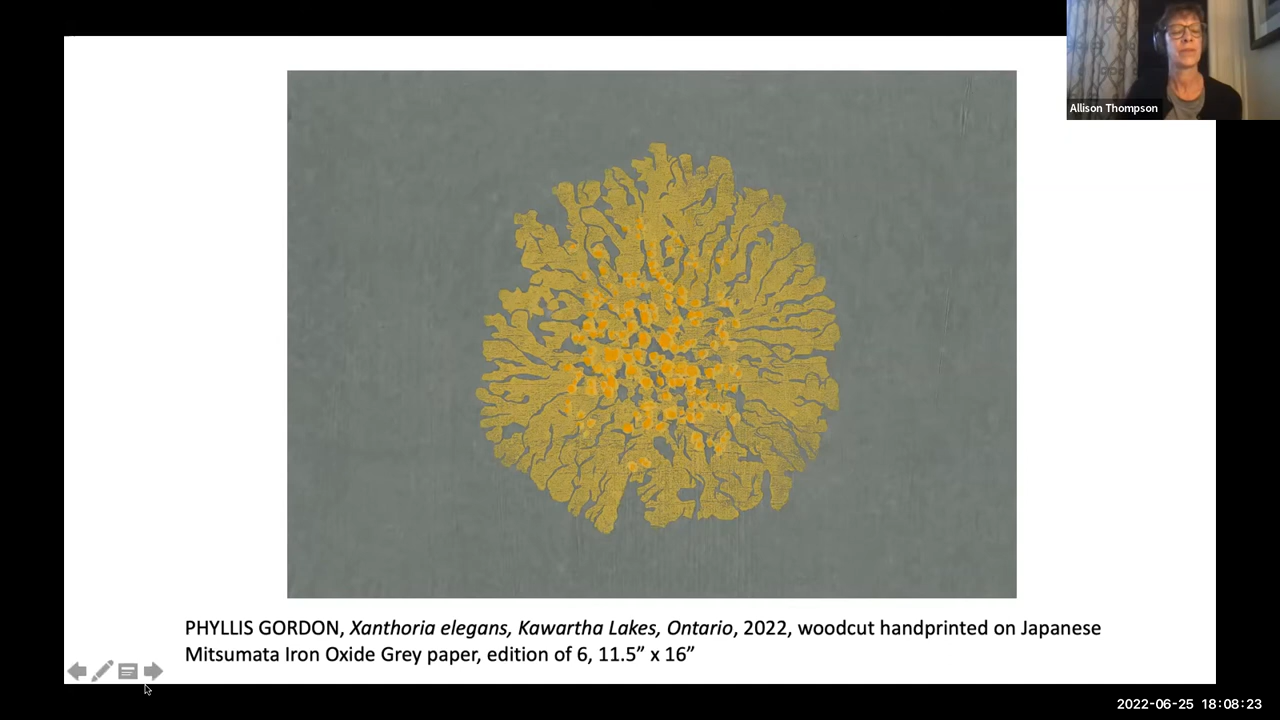 Allison Thompson
PHYLLIS GORDON, Xanthoria elegans, Kawartha Lakes, Ontario, 2022, woodcut handprinted on Japanese
Mitsumata Iron Oxide Grey paper, edition of 6, 11.5” x 16”
2022-06-25 18:08:23